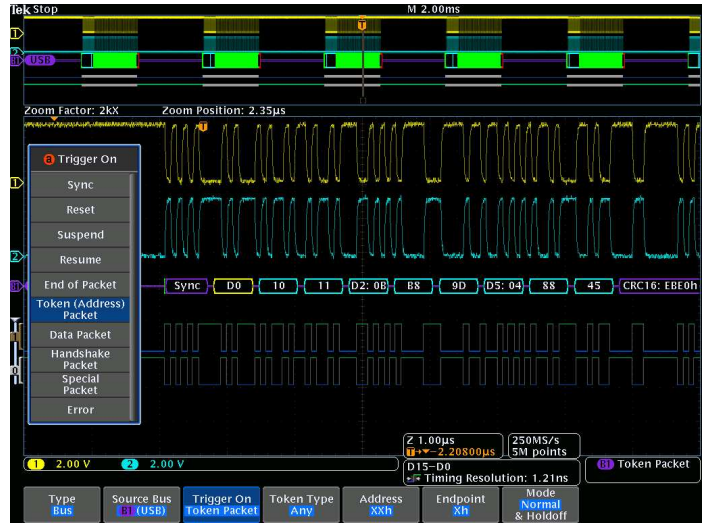 Tek Stop
M 2.00ms
T
1
2
B1 USB
Zoom Factor: 2kX
Zoom Position: 2.35µs
T
a Trigger On
Sync
Reset
Suspend
Resume
End of Packet
Token (Address)
Packet
Data Packet
Handshake
Packet
Special
Packet
Error
1
2
B1
Sync
D0
10
11
D2: 0B
B8
9D
D5: 04
88
45
CRC16: EBE0h
Z 1.00µs
T→▼−2.20800µs
250MS/s
5M points
1 2.00 V
2 2.00 V
D15−D0
Timing Resolution: 1.21ns
B1 Token Packet
Type
Bus
Source Bus
B1 (USB)
Trigger On
Token Packet
Token Type
Any
Address
XXh
Endpoint
Xh
Mode
Normal
& Holdoff